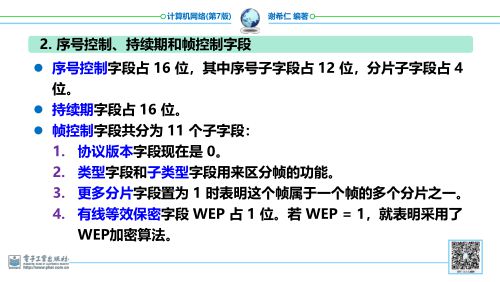 计算机网络(第7版) 谢希仁 编著
2. 序号控制、持续期和帧控制字段
● 序号控制字段占 16 位，其中序号子字段占 12 位，分片子字段占 4
位。
● 持续期字段占 16 位。
● 帧控制字段共分为 11 个子字段：
1. 协议版本字段现在是 0。
2. 类型字段和子类型字段用来区分帧的功能。
3. 更多分片字段置为 1 时表明这个帧属于一个帧的多个分片之一。
4. 有线等效保密字段 WEP 占 1 位。若 WEP = 1，就表明采用了
WEP加密算法。
电子工业出版社
http://www.phei.com.cn